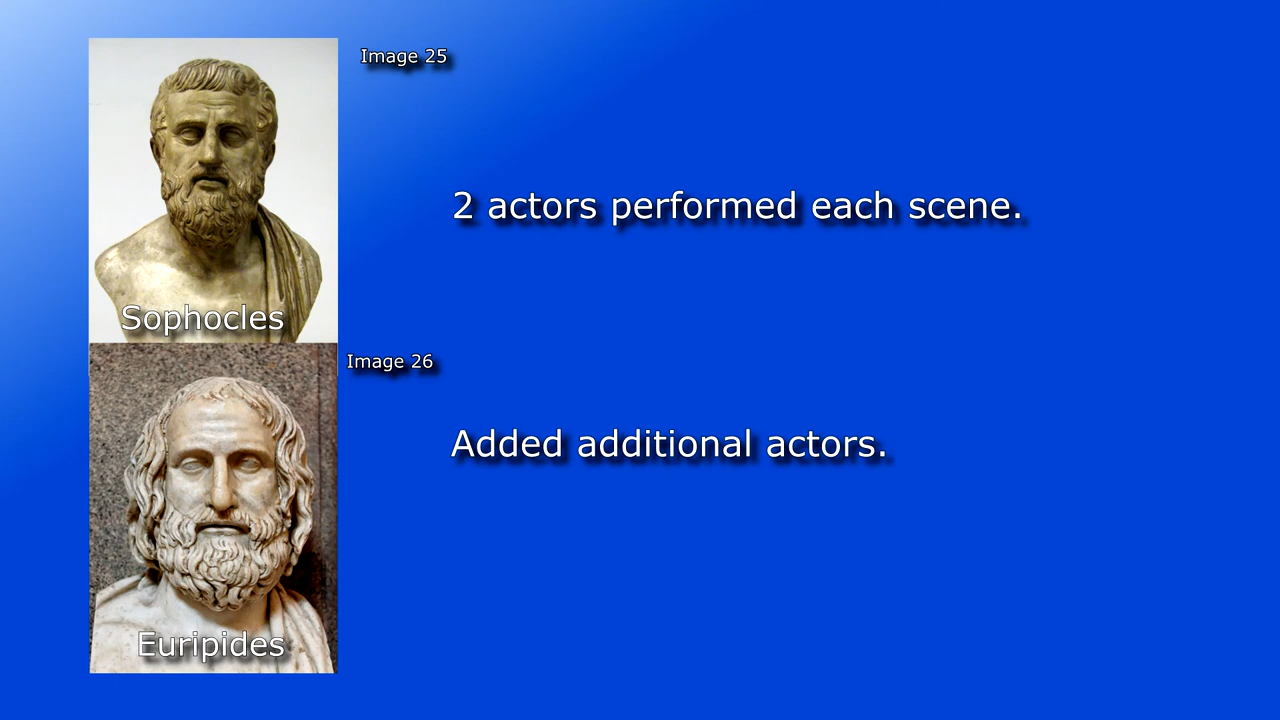 Image 25
2 actors performed each scene.
Sophocles
Image 26
Added additional actors.
Euripides